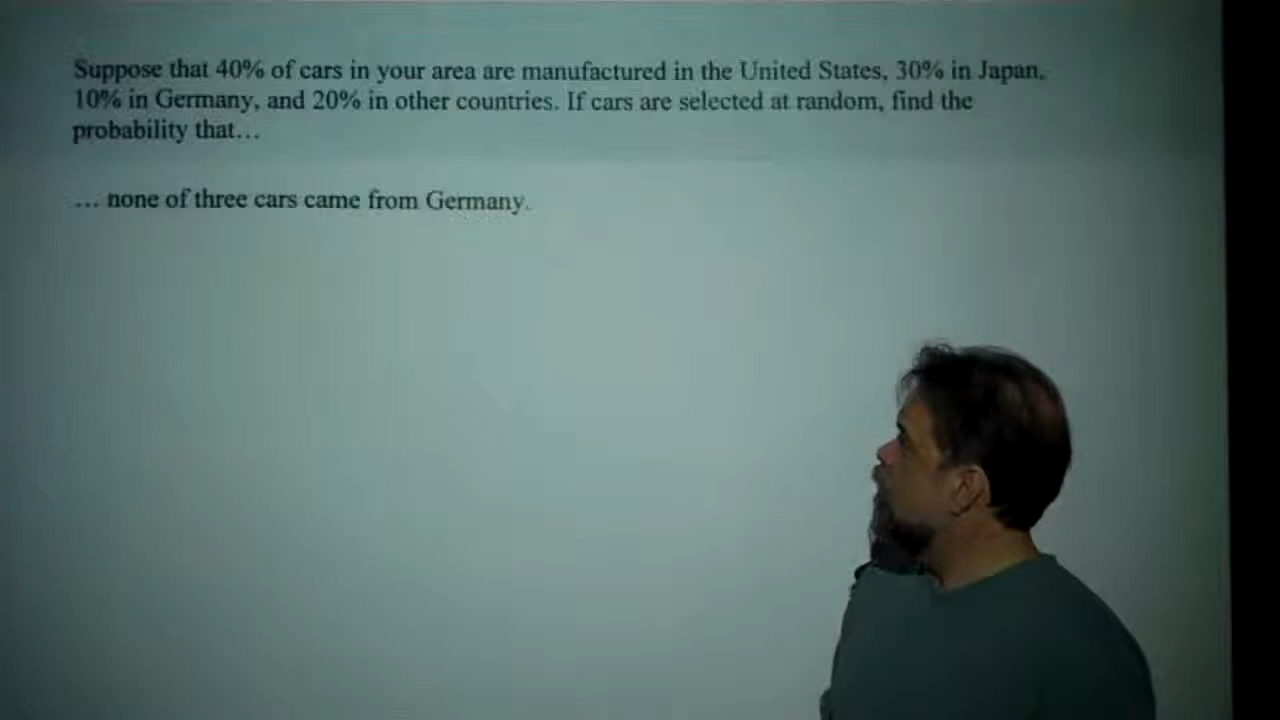 Suppose that 40% of cars in your area are manufactured in the United States, 30% in Japan,
10% in Germany, and 20% in other countries. If cars are selected at random, find the
probability that…
… none of three cars came from Germany.